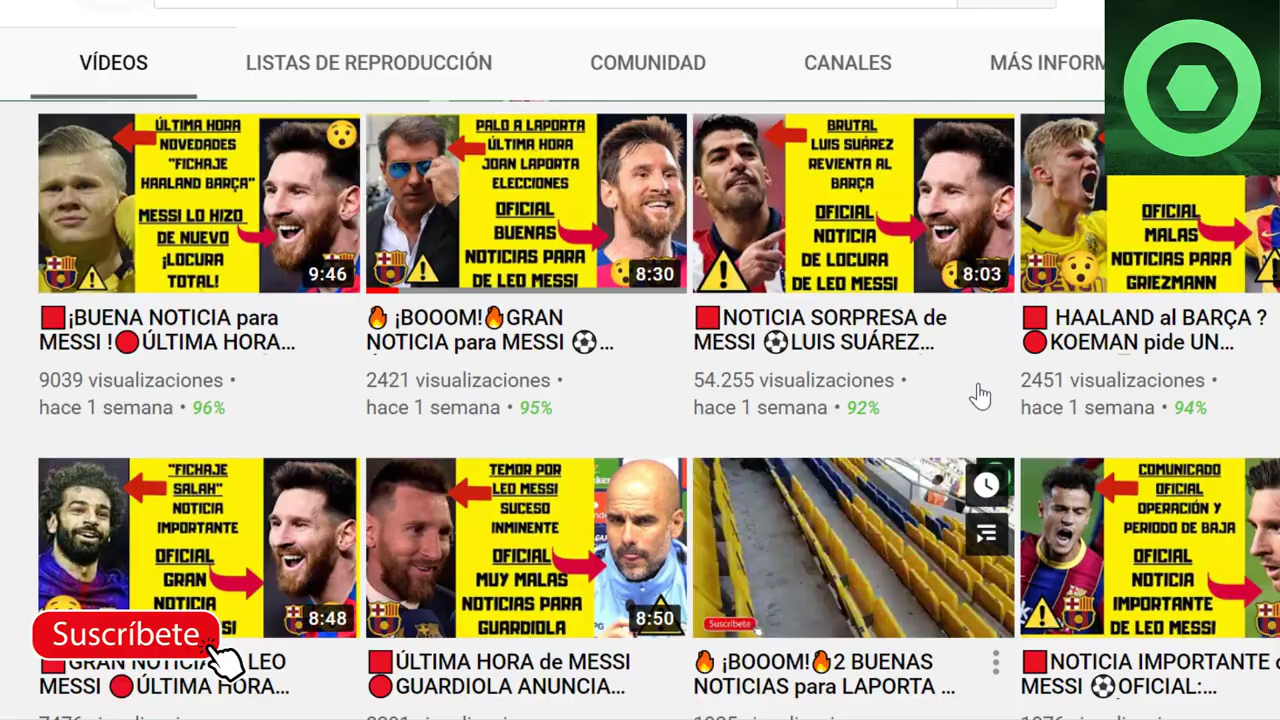 VÍDEOS
LISTAS DE REPRODUCCIÓN
COMUNIDAD
CANALES
MÁS INFORM
ÚLTIMA HORA
NOVEDADES
"FICHAJE
HAALAND BARÇA"
MESSI LO HIZO
DE NUEVO
¡LOCURA
TOTAL!
9:46
🟥¡BUENA NOTICIA para
MESSI !🔴ÚLTIMA HORA...
9039 visualizaciones •
hace 1 semana • 96%
PALO A LAPORTA
ÚLTIMA HORA
JOAN LAPORTA
ELECCIONES
OFICIAL
BUENAS
NOTICIAS PARA
DE LEO MESSI
8:30
🔥 ¡BOOOM!🔥GRAN
NOTICIA para MESSI ⚽...
2421 visualizaciones •
hace 1 semana • 95%
BRUTAL
LUIS SUÁREZ
REVIENTA AL
BARÇA
OFICIAL
NOTICIA
DE LOCURA
DE LEO MESSI
8:03
🟥NOTICIA SORPRESA de
MESSI ⚽LUIS SUÁREZ...
54.255 visualizaciones •
hace 1 semana • 92%
OFICIAL
MALAS
NOTICIAS PARA
GRIEZMANN
🟥 HAALAND al BARÇA ?
🔴KOEMAN pide UN...
2451 visualizaciones •
hace 1 semana • 94%
"FICHAJE
SALAH"
NOTICIA
IMPORTANTE
OFICIAL
GRAN
NOTICIA
8:48
Suscríbete
🟥GRAN NOTICIA LEO
MESSI 🔴ÚLTIMA HORA...
TEMOR POR
LEO MESSI
SUCESO
INMINENTE
OFICIAL
MUY MALAS
NOTICIAS PARA
GUARDIOLA
8:50
🟥ÚLTIMA HORA de MESSI
🔴GUARDIOLA ANUNCIA...
Suscríbete
🔥 ¡BOOOM!🔥2 BUENAS
NOTICIAS para LAPORTA ...
COMUNICADO
OFICIAL
OPERACIÓN Y
PERIODO DE BAJA
OFICIAL
NOTICIA
IMPORTANTE
DE LEO MESSI
🟥NOTICIA IMPORTANTE
MESSI ⚽OFICIAL:...